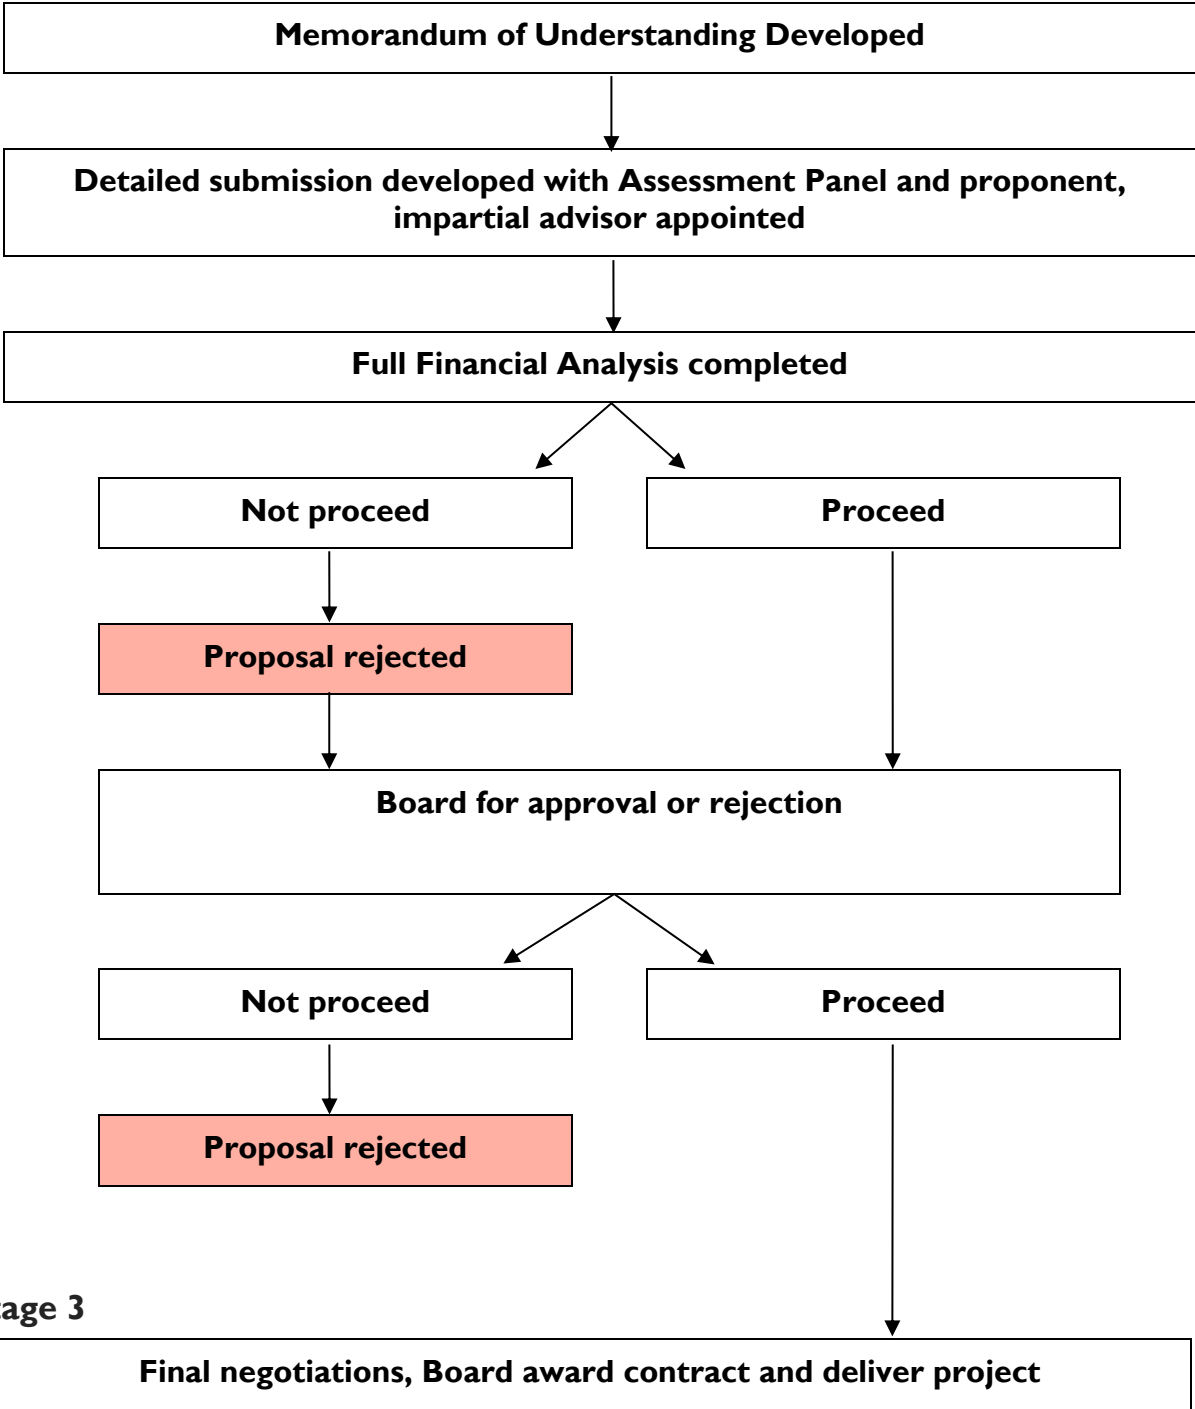 Memorandum of Understanding Developed
Detailed submission developed with Assessment Panel and proponent,
impartial advisor appointed
Full Financial Analysis completed
Not proceed
Proceed
Proposal rejected
Board for approval or rejection
Not proceed
Proceed
Proposal rejected
tage 3
Final negotiations, Board award contract and deliver project